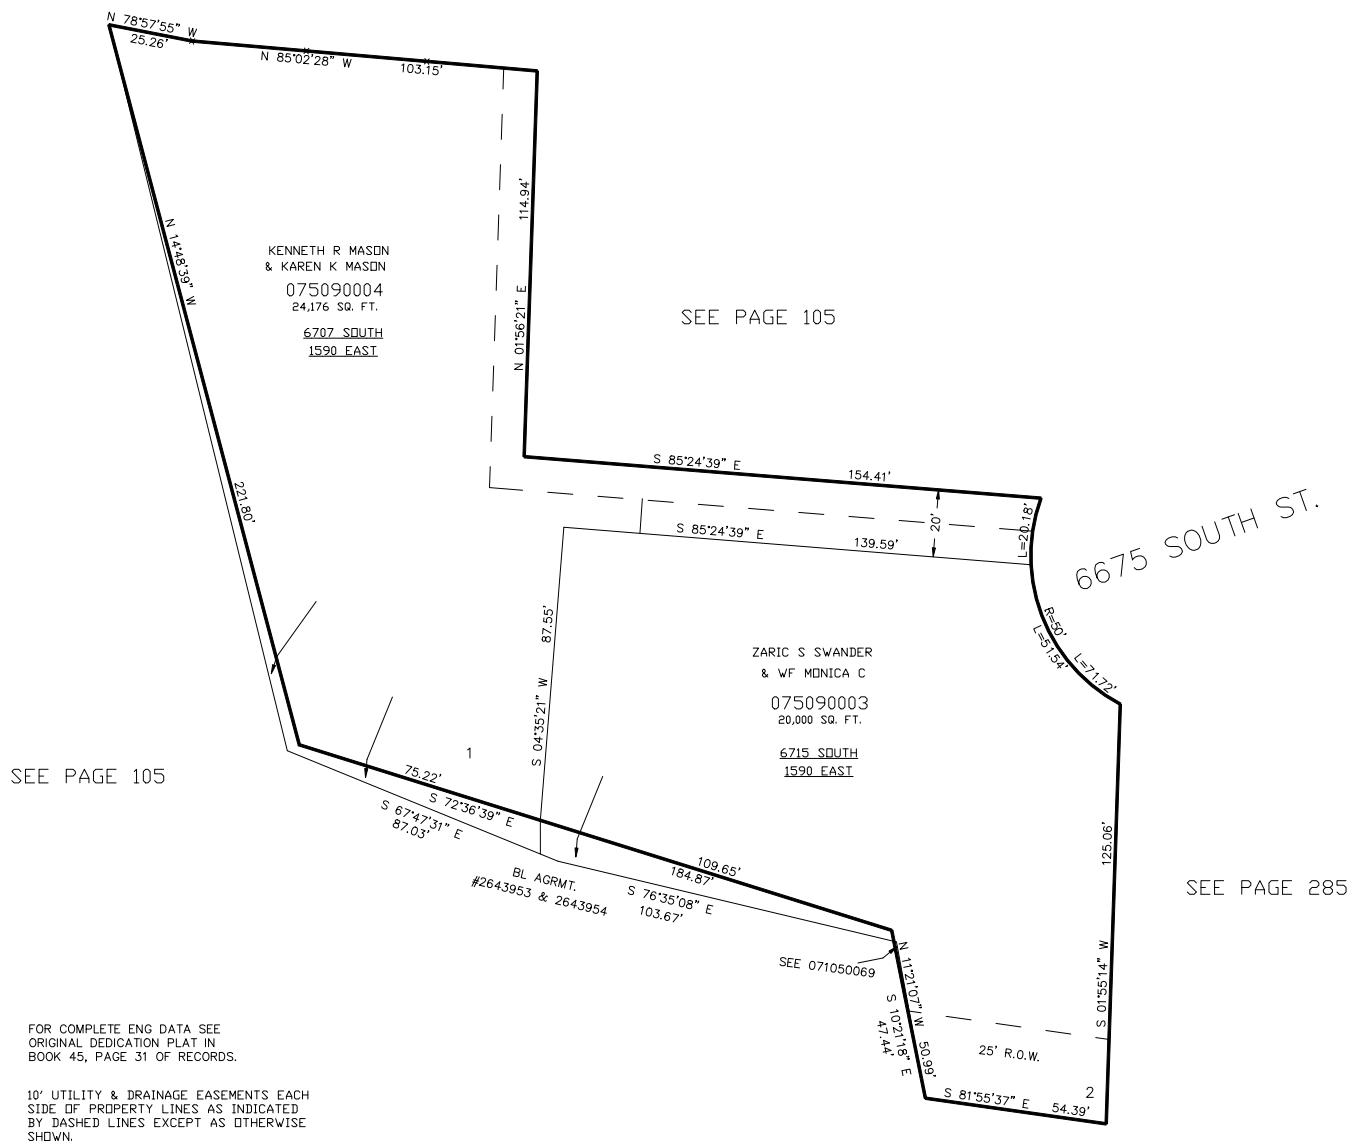 N 78°57'55" W
25.26'
N 85°02'28" W
103.15'
114.94'
N 01°56'21" E
N 14°48'39" W
221.80'
KENNETH R MASON
& KAREN K MASON
075090004
24,176 SQ. FT.
6707 SOUTH
1590 EAST
SEE PAGE 105
S 85°24'39" E
154.41'
S 85°24'39" E
139.59'
20'
L=20.18'
6675 SOUTH ST.
R=50'
L=51.54'
L=71.72'
87.55'
S 04°35'21" W
ZARIC S SWANDER
& WF MONICA C
075090003
20,000 SQ. FT.
6715 SOUTH
1590 EAST
SEE PAGE 105
1
75.22'
S 72°36'39" E
S 67°47'31" E
87.03'
109.65'
184.87'
BL AGRMT.
#2643953 & 2643954
S 76°35'08" E
103.67'
125.06'
S 01°55'14" W
SEE PAGE 285
SEE 071050069
N 11°21'07" W
50.99'
S 10°21'18" E
47.44'
25' R.O.W.
S 81°55'37" E
54.39'
2
FOR COMPLETE ENG DATA SEE
ORIGINAL DEDICATION PLAT IN
BOOK 45, PAGE 31 OF RECORDS.
10' UTILITY & DRAINAGE EASEMENTS EACH
SIDE OF PROPERTY LINES AS INDICATED
BY DASHED LINES EXCEPT AS OTHERWISE
SHOWN.